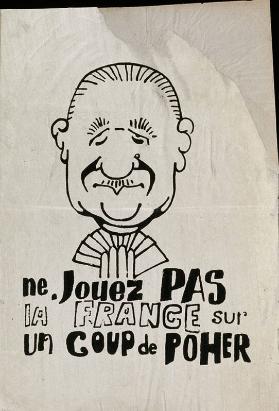 ne. Jouez PAS
la FRANCE sur
un COUP de POHER